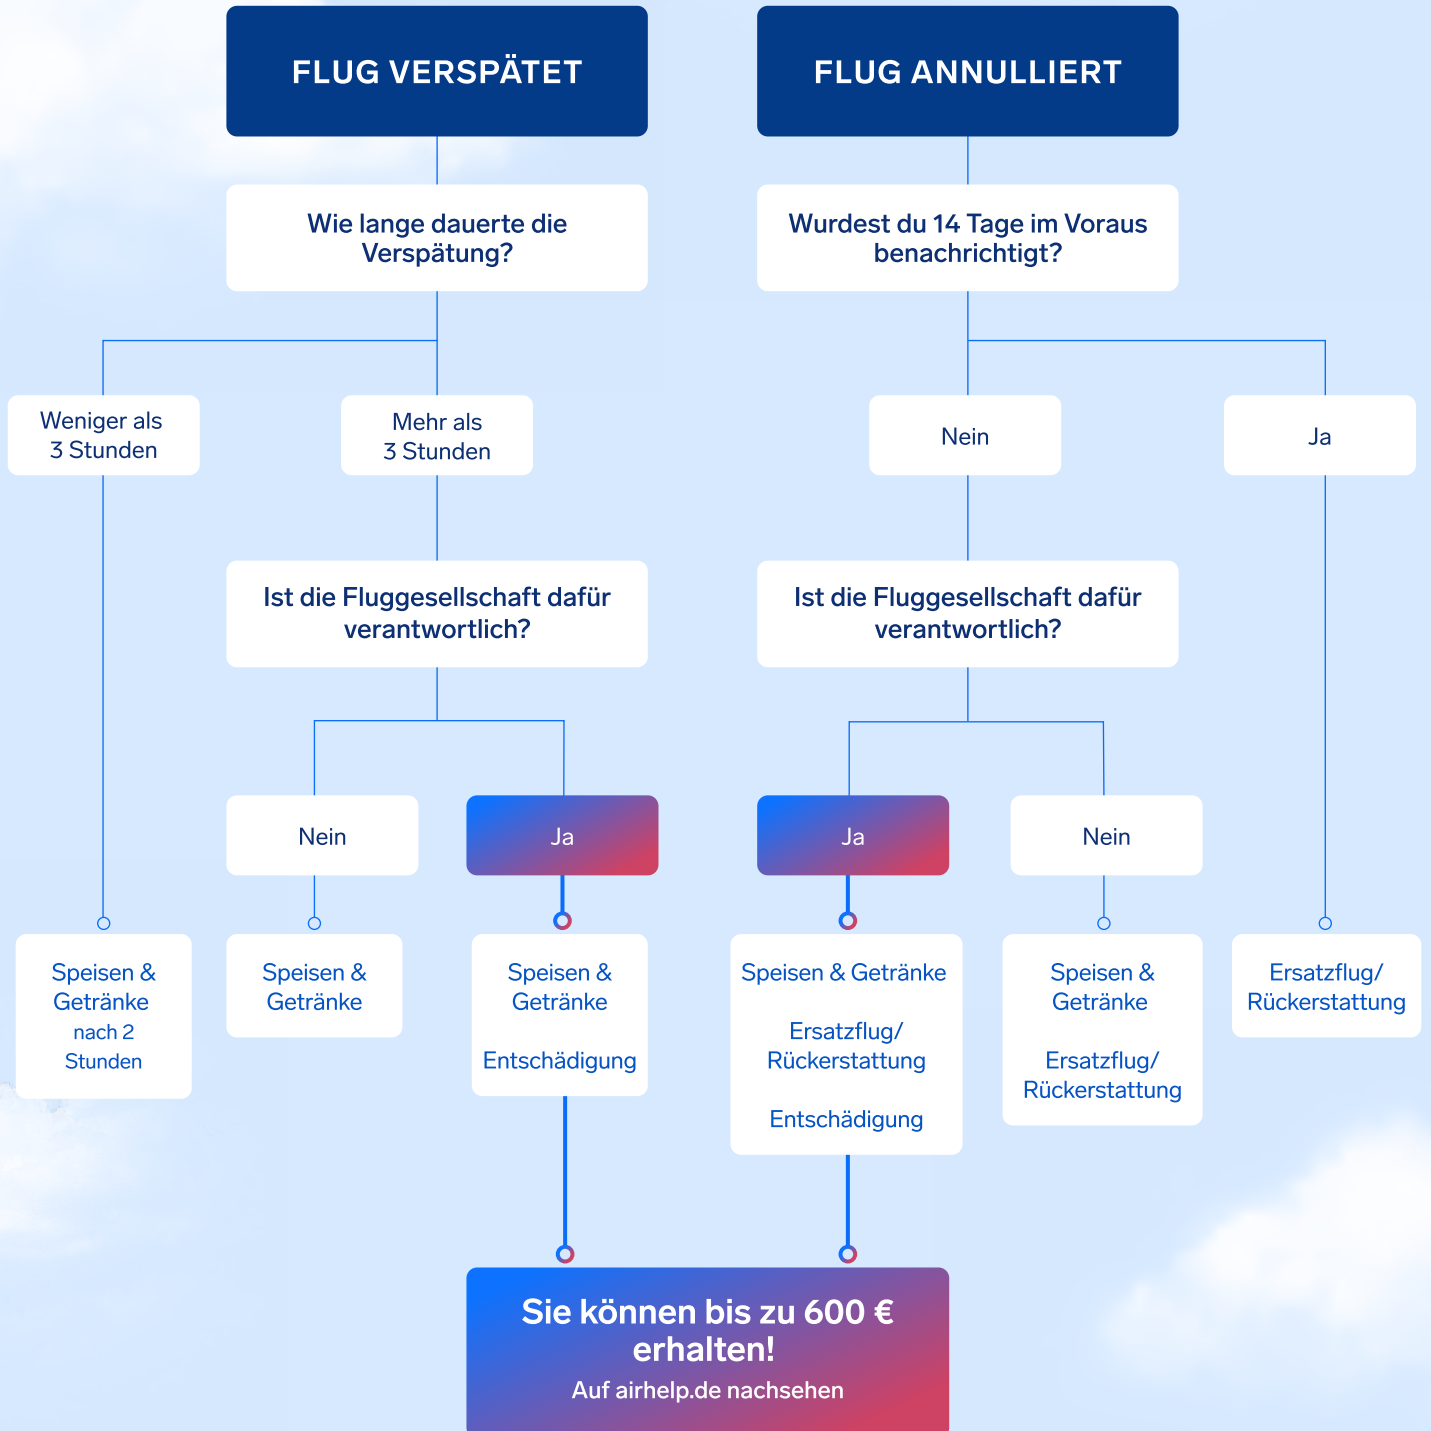 FLUG VERSPÄTET
FLUG ANNULLIERT
Wie lange dauerte die
Verspätung?
Wurdest du 14 Tage im Voraus
benachrichtigt?
Weniger als
3 Stunden
Mehr als
3 Stunden
Nein
Ja
Ist die Fluggesellschaft dafür
verantwortlich?
Ist die Fluggesellschaft dafür
verantwortlich?
Nein
Ja
Ja
Nein
Speisen &
Getränke
nach 2
Stunden
Speisen &
Getränke
Speisen &
Getränke
Entschädigung
Speisen & Getränke
Ersatzflug/
Rückerstattung
Entschädigung
Speisen &
Getränke
Ersatzflug/
Rückerstattung
Ersatzflug/
Rückerstattung
Sie können bis zu 600 €
erhalten!
Auf airhelp.de nachsehen